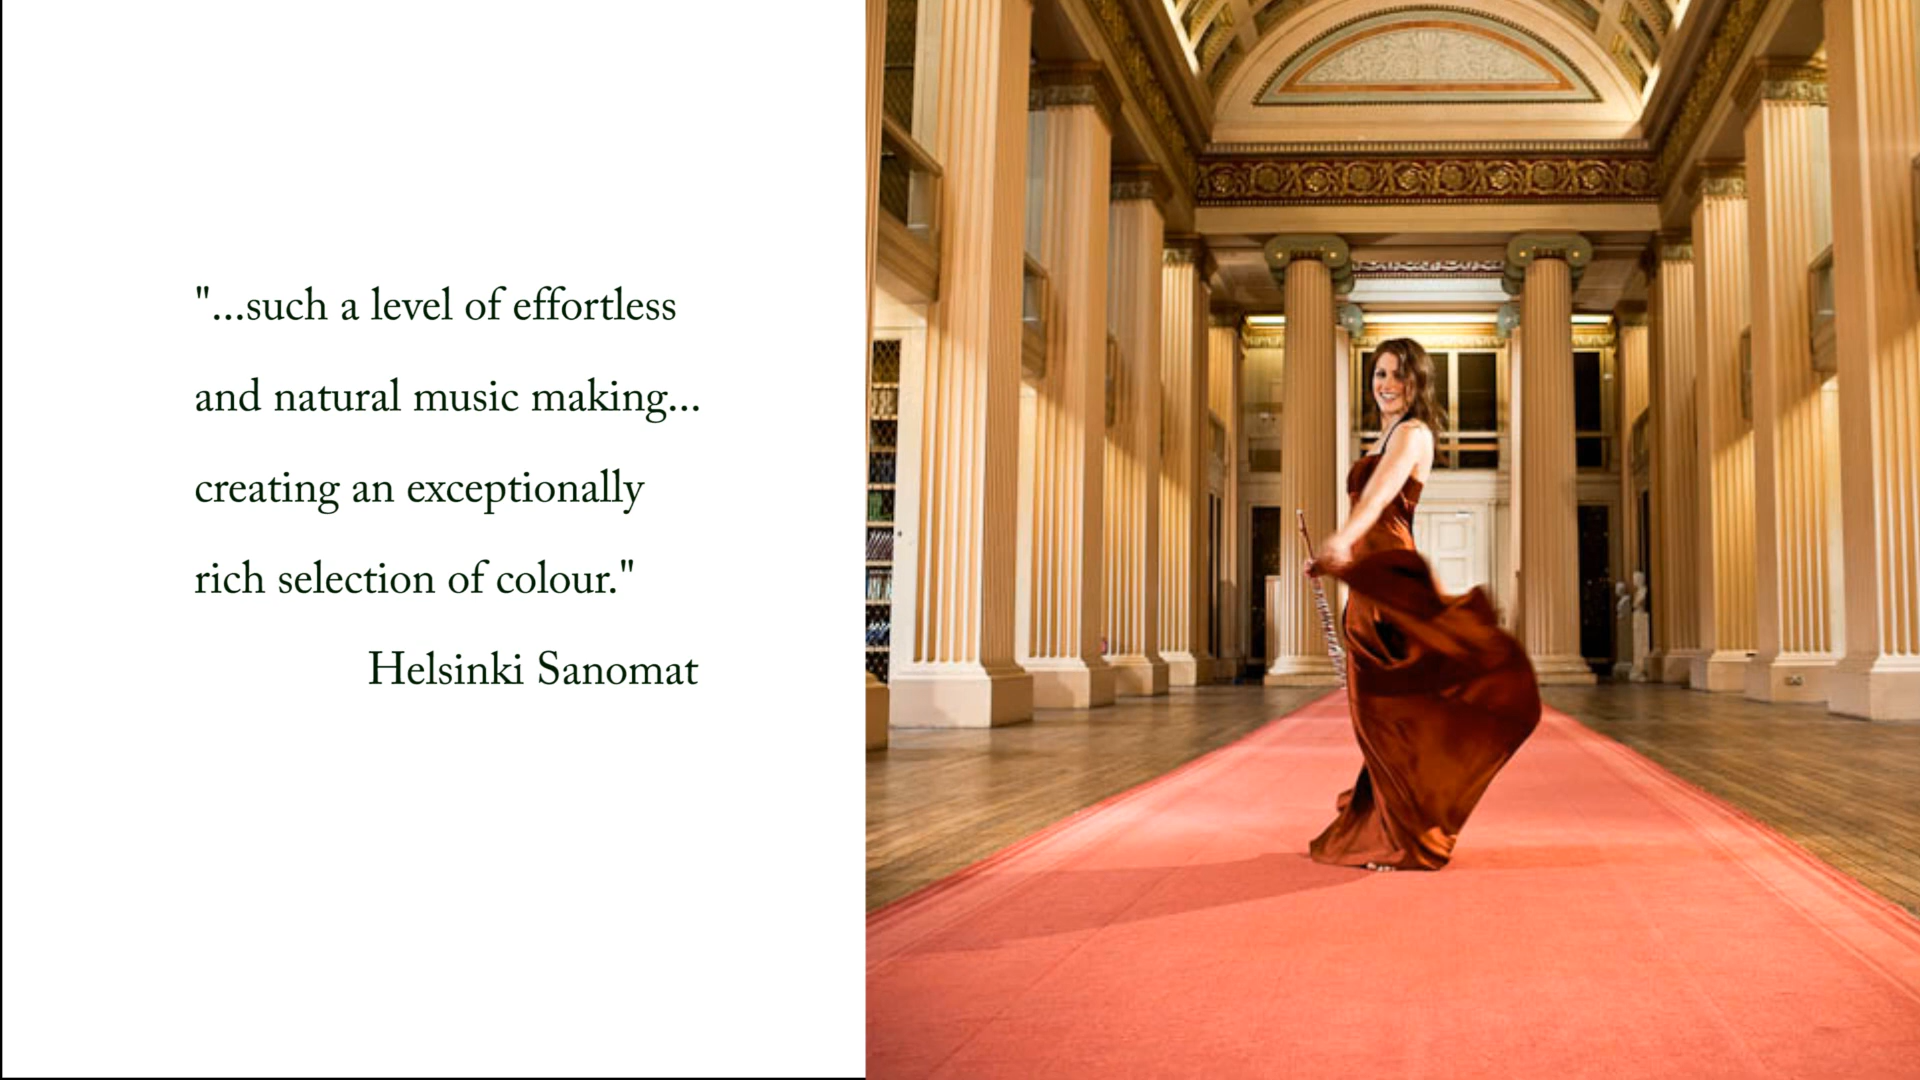 "...such a level of effortless
and natural music making...
creating an exceptionally
rich selection of colour."
Helsinki Sanomat